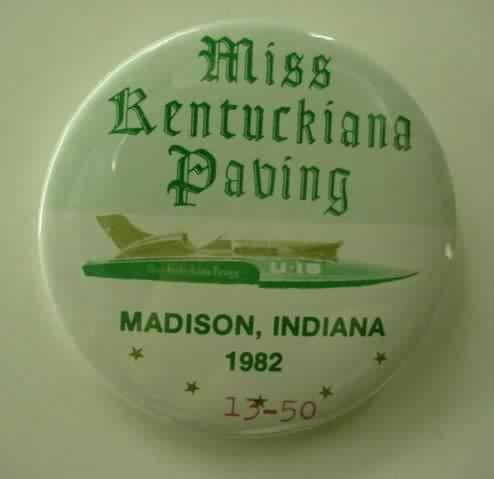 Miss
Kentuckiana
Paving
U-18
MADISON, INDIANA
1982
13-50